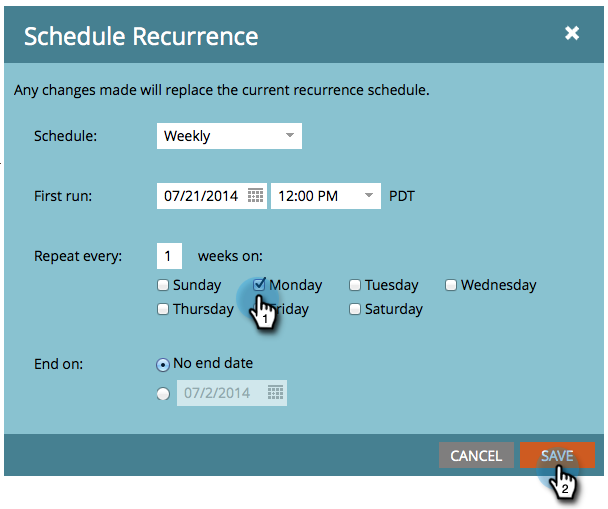 Schedule Recurrence
Any changes made will replace the current recurrence schedule.
Schedule: Weekly
First run: 07/21/2014 12:00 PM PDT
Repeat every: 1 weeks on:
Sunday Monday Tuesday Wednesday
Thursday Friday Saturday
1
End on: No end date
07/2/2014
CANCEL SAVE
2